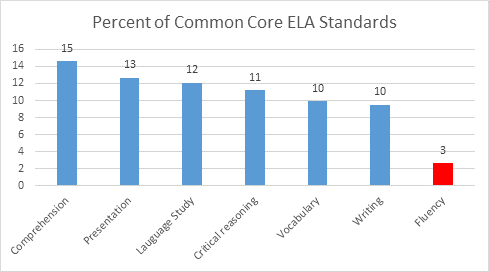 Percent of Common Core ELA Standards
16
14
12
10
8
6
4
2
0
15
13
12
11
10
10
3
Comprehension
Presentation
Lauguage Study
Critical reasoning
Vocabulary
Writing
Fluency